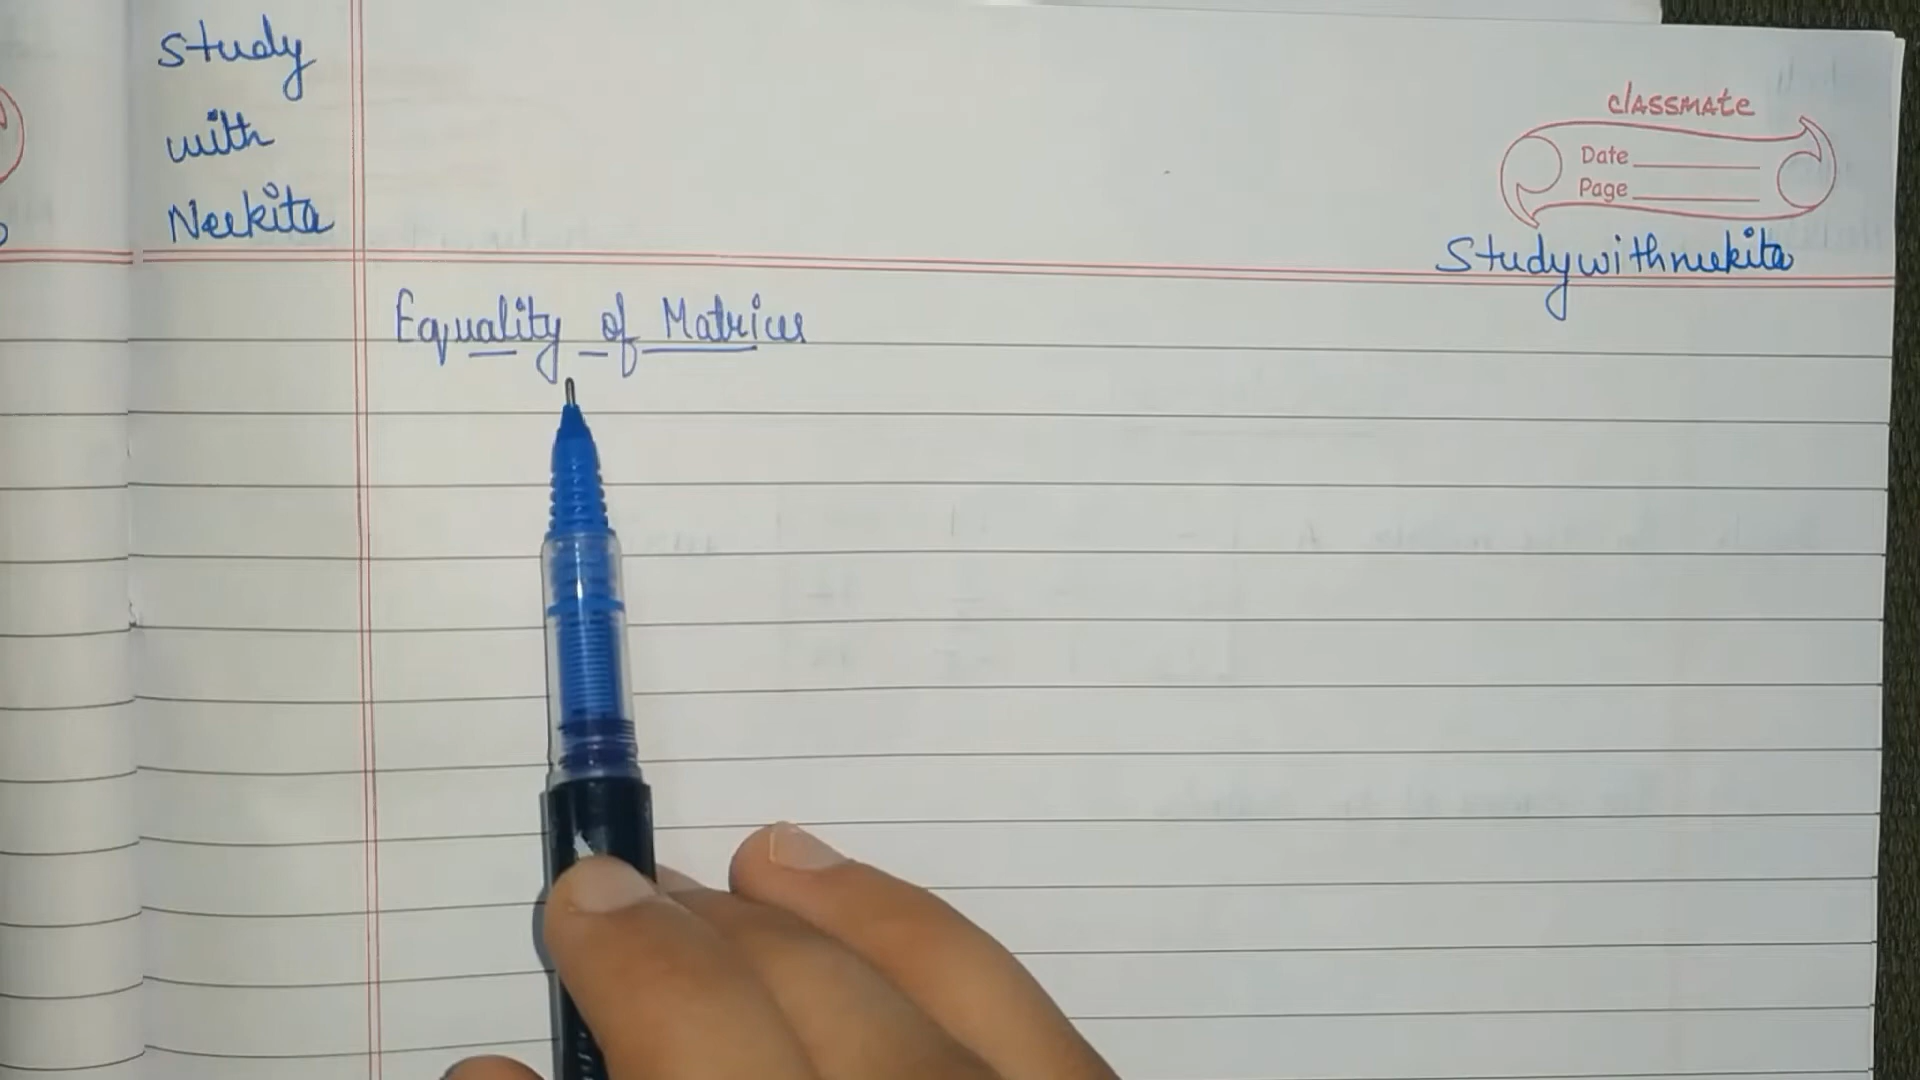 Study
with
Neekita
classmate
Date
Page
Studywithneekita
Equality of Matrices